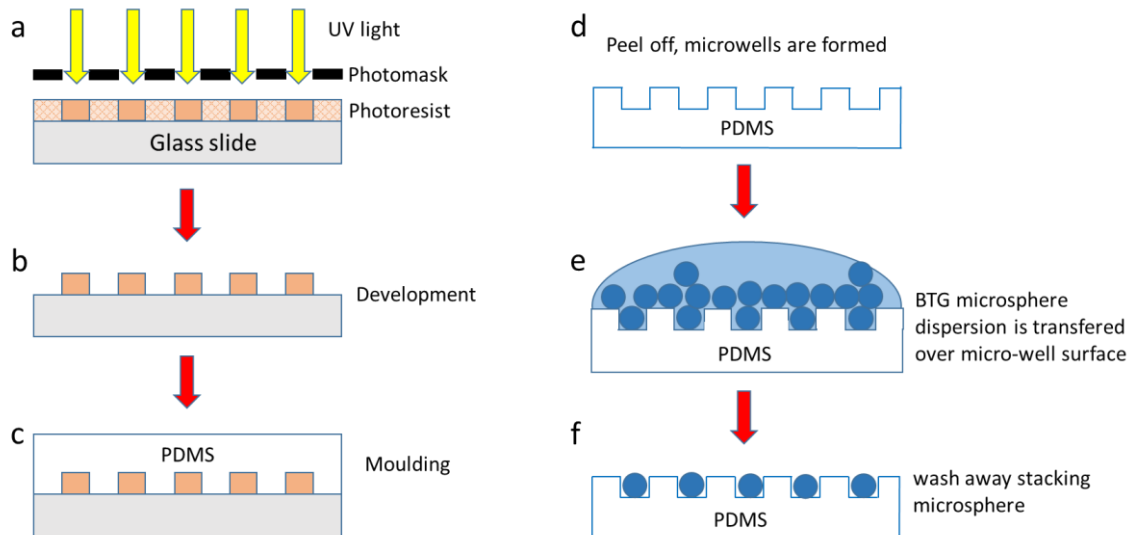 a
UV light
Photomask
Photoresist
Glass slide
b
Development
c
PDMS
Moulding
d
Peel off, microwells are formed
PDMS
e
BTG microsphere
dispersion is transfered
over micro-well surface
PDMS
f
wash away stacking
microsphere
PDMS